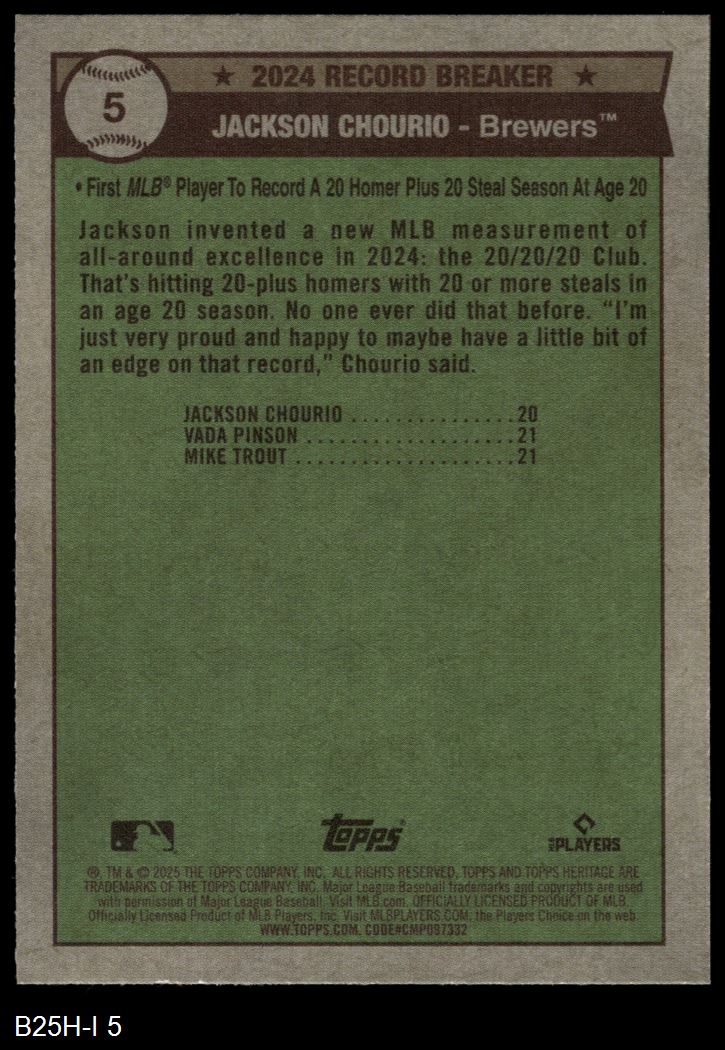 5
★ 2024 RECORD BREAKER ★
JACKSON CHOURIO - Brewers™
• First MLB® Player To Record A 20 Homer Plus 20 Steal Season At Age 20
Jackson invented a new MLB measurement of
all-around excellence in 2024: the 20/20/20 Club.
That's hitting 20-plus homers with 20 or more steals in
an age 20 season. No one ever did that before. "I'm
just very proud and happy to maybe have a little bit of
an edge on that record," Chourio said.
JACKSON CHOURIO ...............20
VADA PINSON ...................21
MIKE TROUT ....................21
Topps®
MLB PLAYERS
®, TM & © 2025 THE TOPPS COMPANY, INC. ALL RIGHTS RESERVED. TOPPS AND TOPPS HERITAGE ARE
TRADEMARKS OF THE TOPPS COMPANY, INC. Major League Baseball trademarks and copyrights are used
with permission of Major League Baseball. Visit MLB.com. OFFICIALLY LICENSED PRODUCT OF MLB
Officially Licensed Product of MLB Players, Inc. Visit MLBPLAYERS.COM, the Players Choice on the web.
WWW.TOPPS.COM. CODE#CMP097332
B25H-I 5